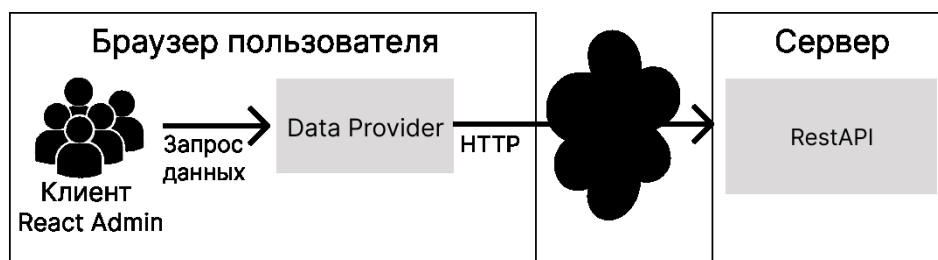 Браузер пользователя
Сервер
Запрос
данных
Data Provider
HTTP
RestAPI
Клиент
React Admin